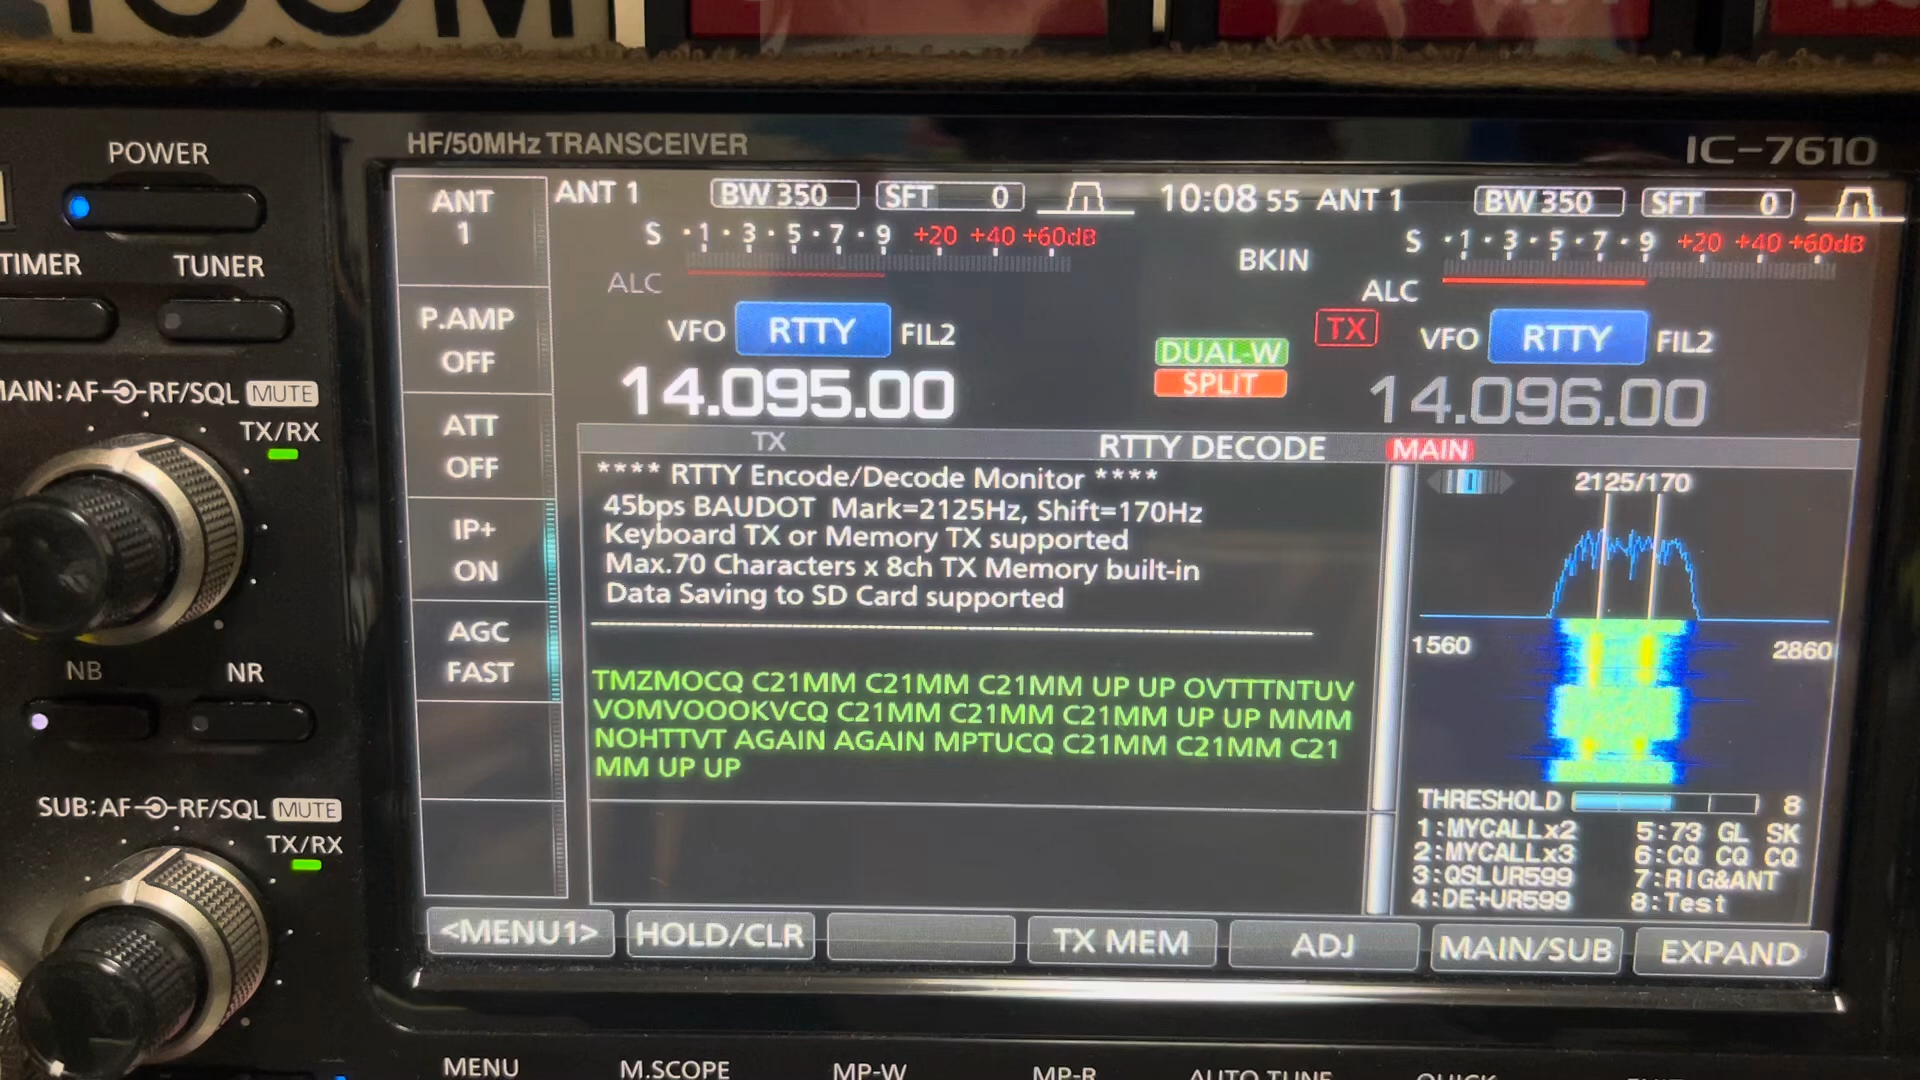 ICOM
HF/50MHz TRANSCEIVER
IC-7610
POWER
TIMER
TUNER
MAIN:AF RF/SQL MUTE
TX/RX
NB
NR
SUB:AF RF/SQL MUTE
TX/RX
ANT
1
P.AMP
OFF
ATT
OFF
IP+
ON
AGC
FAST
ANT 1 BW 350 SFT 0 10:08 55 ANT 1 BW 350 SFT 0
S 1 3 5 7 9 +20 +40 +60dB
S 1 3 5 7 9 +20 +40 +60dB
BKIN
ALC
ALC
VFO RTTY FIL2
TX VFO RTTY FIL2
DUAL-W
SPLIT
14.095.00
14.096.00
TX
RTTY DECODE MAIN
**** RTTY Encode/Decode Monitor ****
45bps BAUDOT Mark=2125Hz, Shift=170Hz
Keyboard TX or Memory TX supported
Max.70 Characters x 8ch TX Memory built-in
Data Saving to SD Card supported
TMZMOCQ C21MM C21MM C21MM UP UP OVTTTNTUV
VOMVOOOKVCQ C21MM C21MM C21MM UP UP MMM
NOHTTVT AGAIN AGAIN MPTUCQ C21MM C21MM C21
MM UP UP
2125/170
1560
2860
THRESHOLD 8
1:MYCALLx2 5:73 GL SK
2:MYCALLx3 6:CQ CQ CQ
3:QSLUR599 7:RIG&ANT
4:DE+UR599 8:Test
<MENU1> HOLD/CLR TX MEM ADJ MAIN/SUB EXPAND
MENU M.SCOPE MP-W MP-R AUTO TUNE QUICK